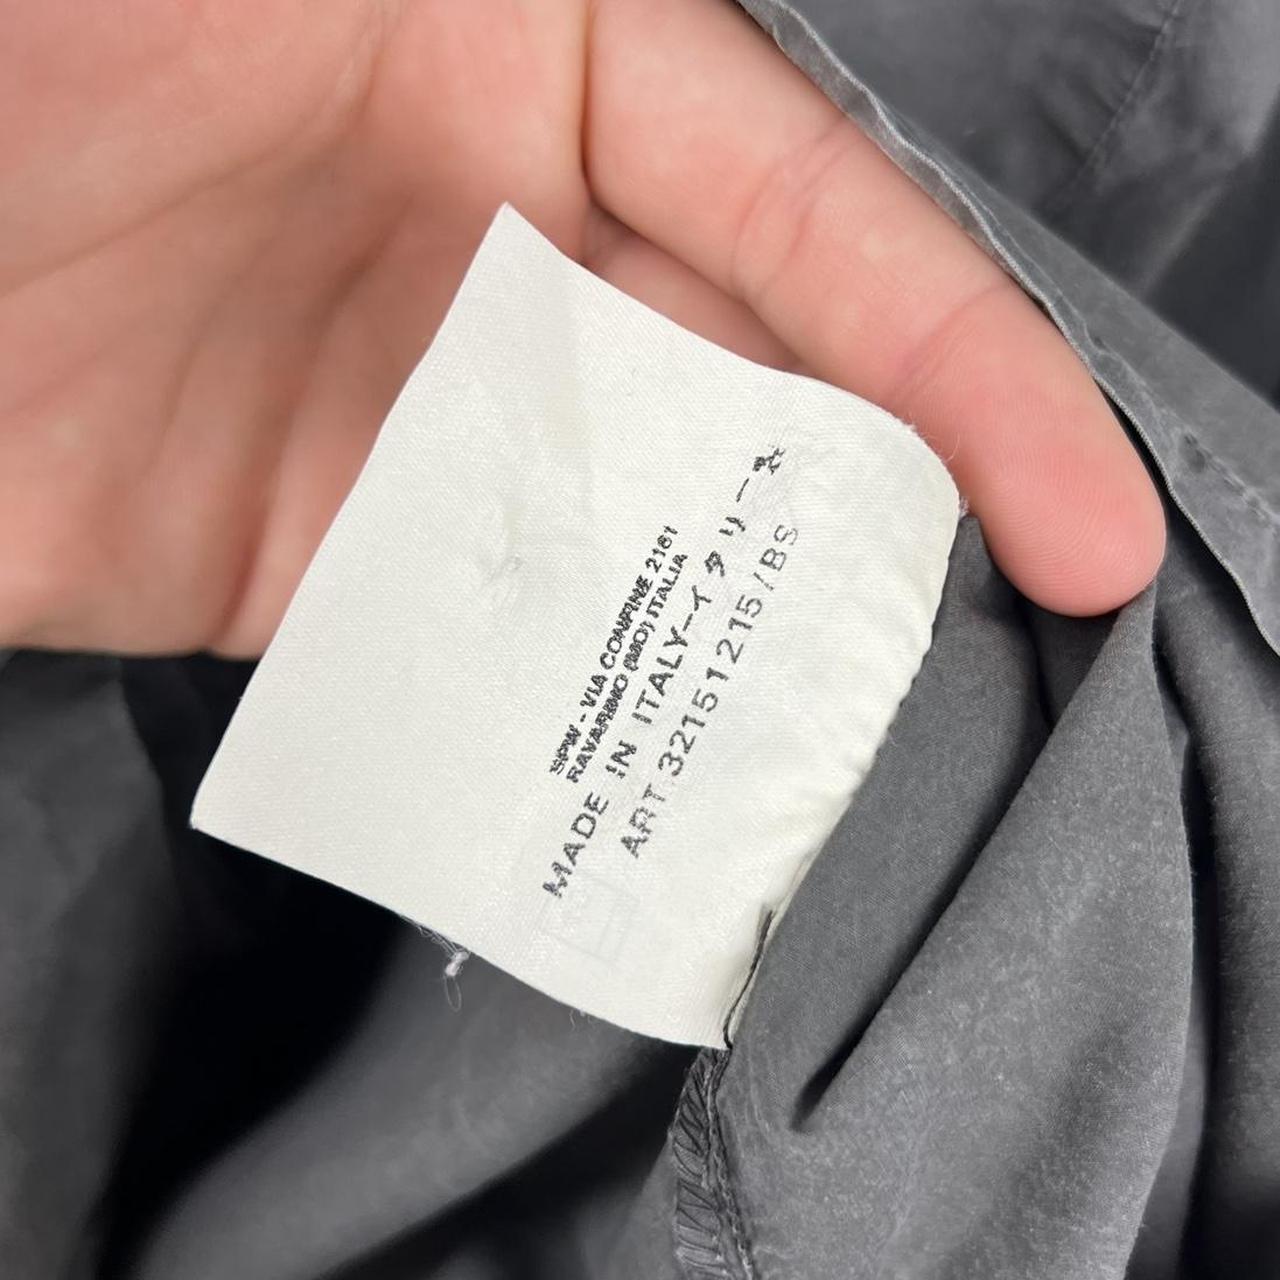 SPW - VIA CONFINE 2161
RAVARINO (MO) ITALIA
MADE IN ITALY-イタリー製
ART.32151215/BS